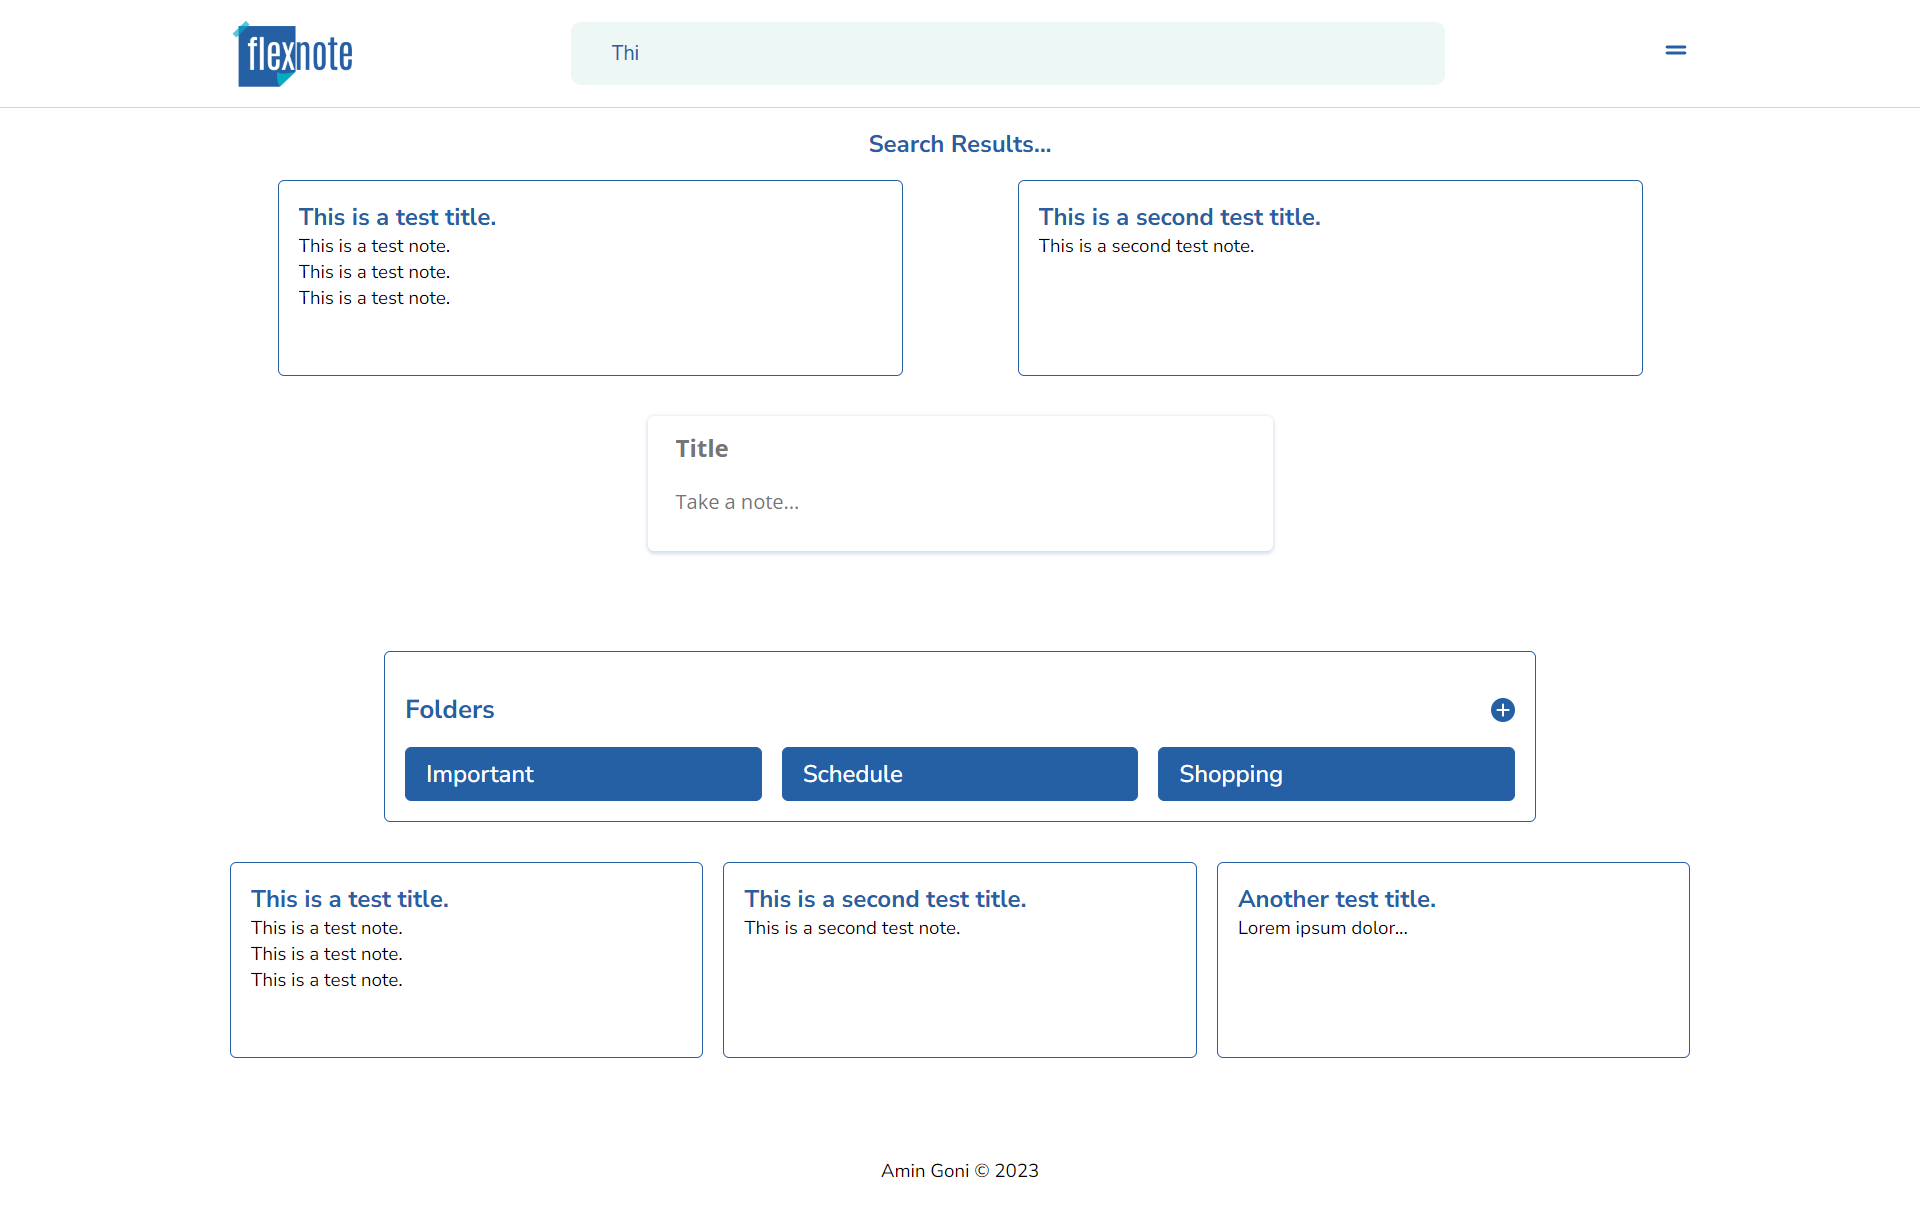 flexnote
Thi
Search Results...
This is a test title.
This is a test note.
This is a test note.
This is a test note.
This is a second test title.
This is a second test note.
Title
Take a note...
Folders
Important
Schedule
Shopping
This is a test title.
This is a test note.
This is a test note.
This is a test note.
This is a second test title.
This is a second test note.
Another test title.
Lorem ipsum dolor...
Amin Goni © 2023